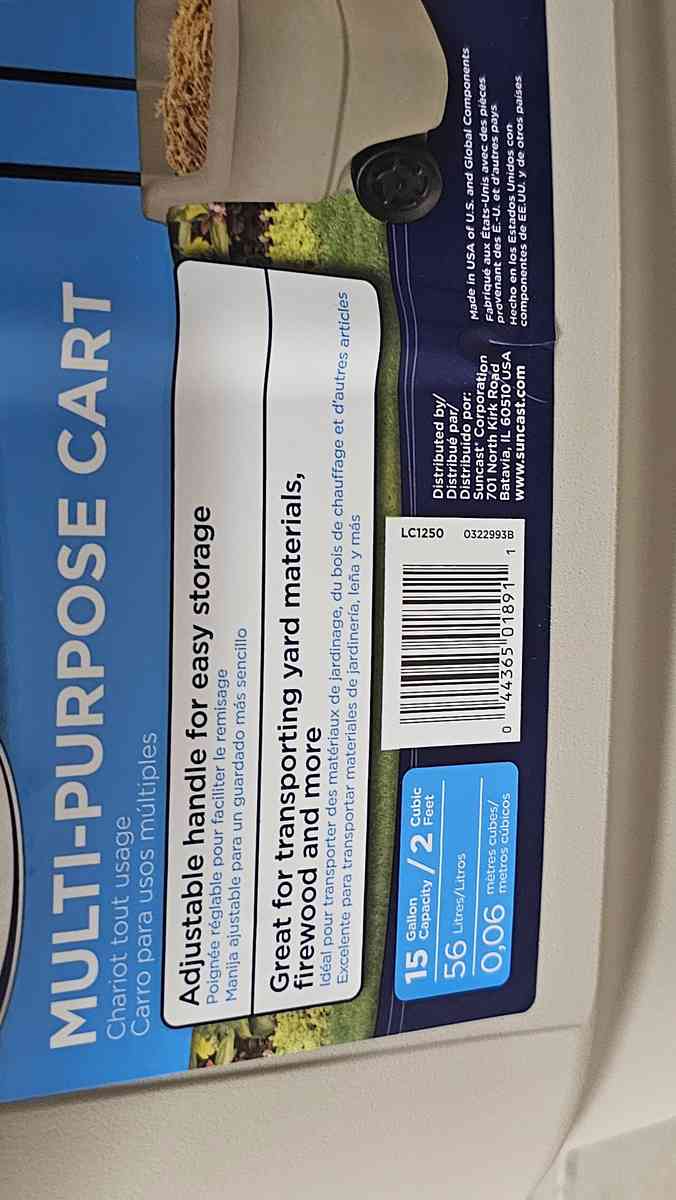 MULTI-PURPOSE CART
Chariot tout usage
Carro para usos múltiples
Adjustable handle for easy storage
Poignée réglable pour faciliter le remisage
Manija ajustable para un guardado más sencillo
Great for transporting yard materials,
firewood and more
Idéal pour transporter des matériaux de jardinage, du bois de chauffage et d'autres articles
Excelente para transportar materiales de jardinería, leña y más
15 Gallon Capacity / 2 Cubic Feet
56 Litres/Litros
0,06 mètres cubes/
metros cúbicos
LC1250 0322993B
0 44365 01891 1
Distributed by/
Distribué par/
Distribuido por:
Suncast® Corporation
701 North Kirk Road
Batavia, IL 60510 USA
www.suncast.com
Made in USA of U.S. and Global Components
Fabriqué aux États-Unis avec des pièces
provenant des É.-U. et d'autres pays
Hecho en los Estados Unidos con
componentes de EE.UU. y de otros países